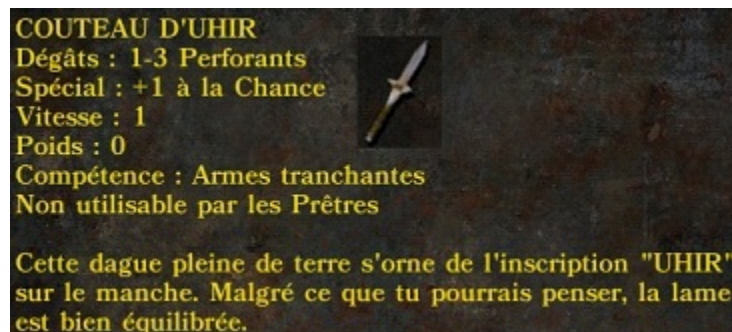 COUTEAU D'UHIR
Dégâts : 1-3 Perforants
Spécial : +1 à la Chance
Vitesse : 1
Poids : 0
Compétence : Armes tranchantes
Non utilisable par les Prêtres
Cette dague pleine de terre s'orne de l'inscription "UHIR"
sur le manche. Malgré ce que tu pourrais penser, la lame
est bien équilibrée.